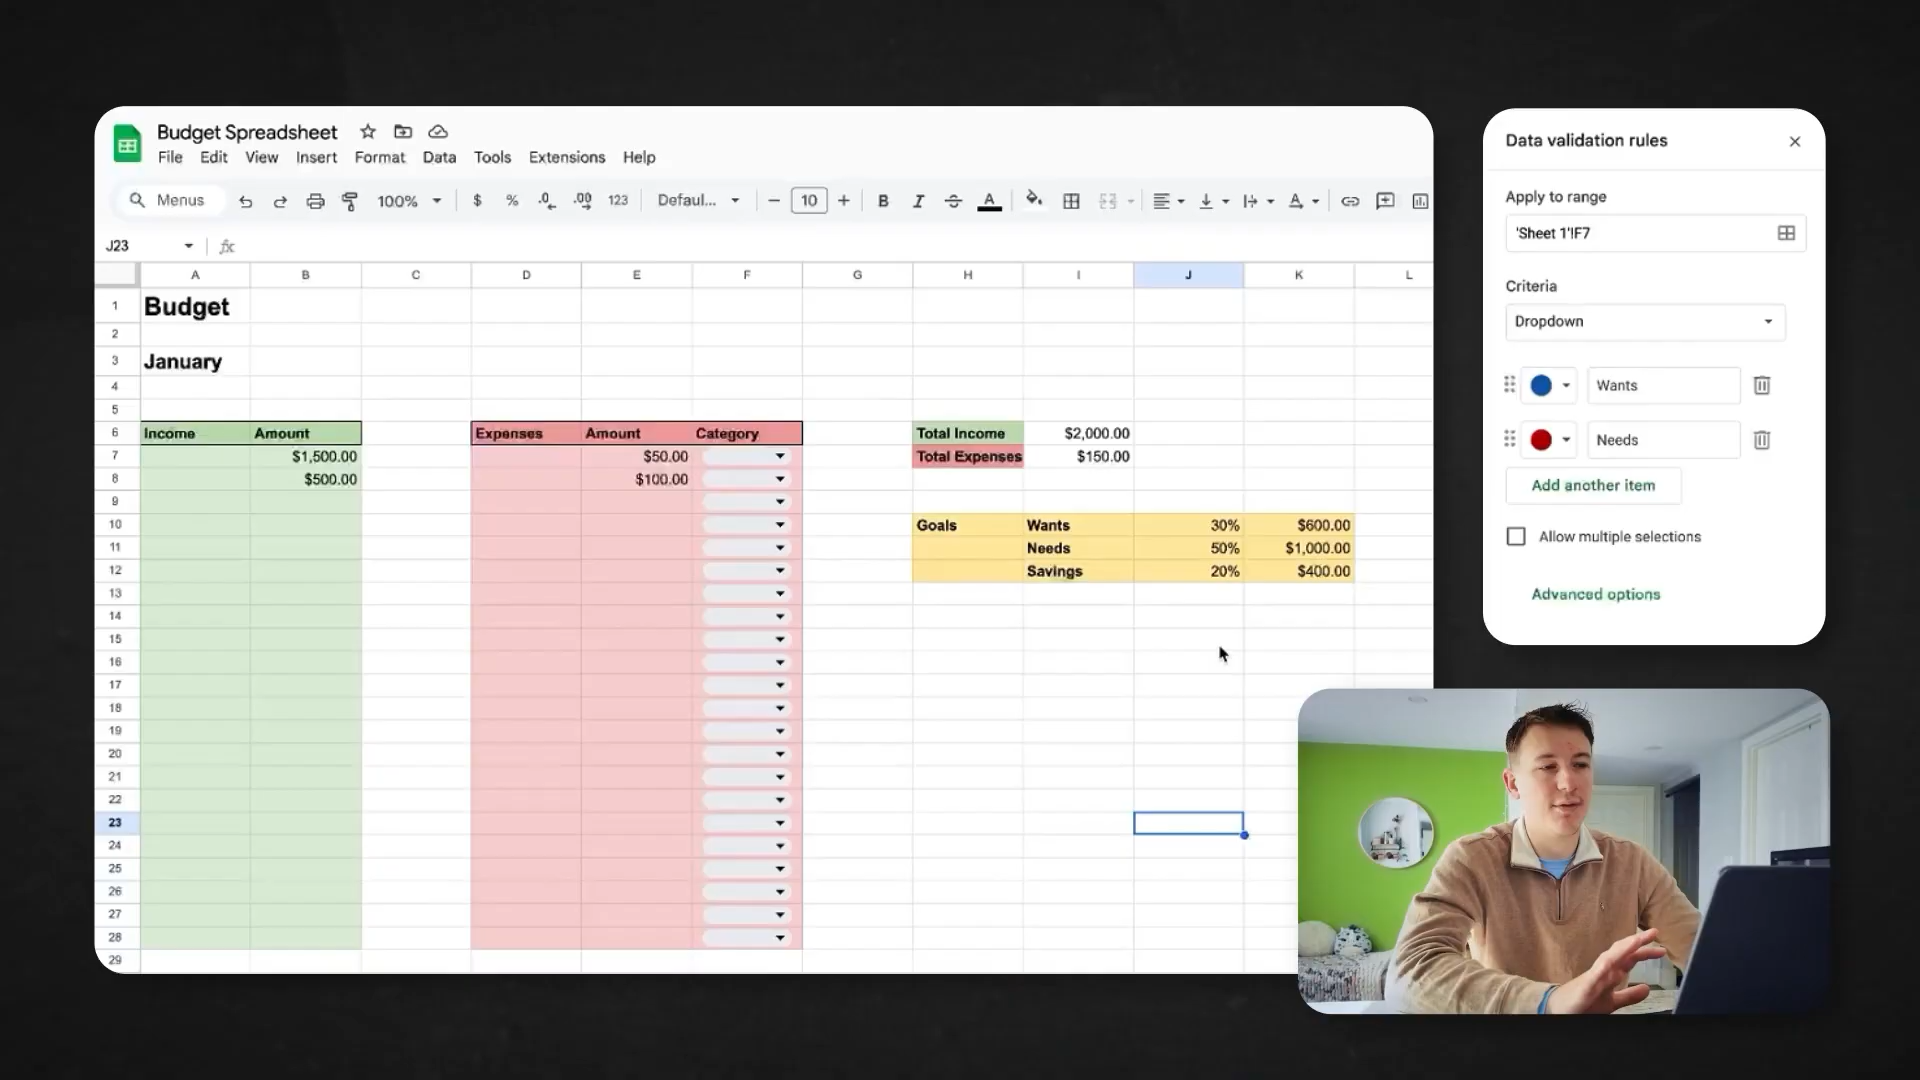 Budget Spreadsheet
File Edit View Insert Format Data Tools Extensions Help
Menus 100% $ % .0 .00 123 Defaul... 10 B I S A
J23 fx
A B C D E F G H I J K L
1 Budget
2
3 January
4
5
6 Income Amount Expenses Amount Category Total Income $2,000.00
7 $1,500.00 $50.00 Total Expenses $150.00
8 $500.00 $100.00
9
10 Goals Wants 30% $600.00
11 Needs 50% $1,000.00
12 Savings 20% $400.00
13
14
15
16
17
18
19
20
21
22
23
24
25
26
27
28
29
Data validation rules
Apply to range
'Sheet 1'!F7
Criteria
Dropdown
Wants
Needs
Add another item
Allow multiple selections
Advanced options